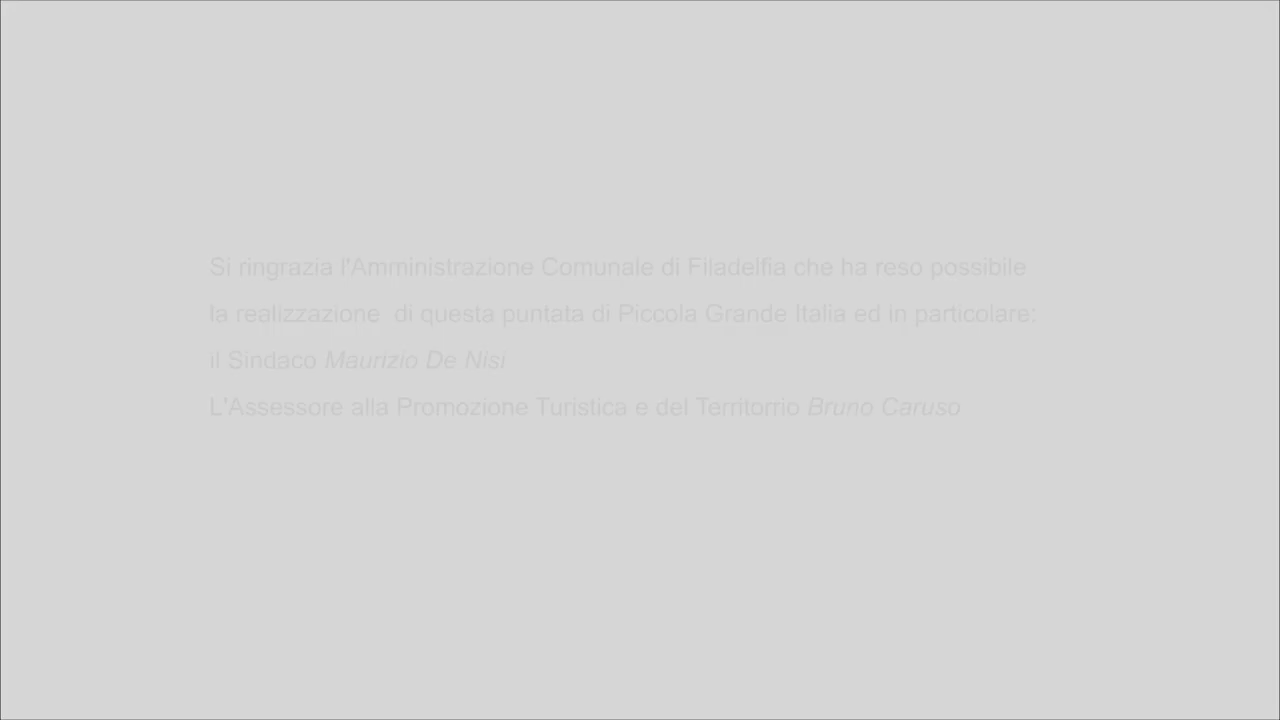 Si ringrazia l'Amministrazione Comunale di Filadelfia che ha reso possibile
la realizzazione  di questa puntata di Piccola Grande Italia ed in particolare:
il Sindaco Maurizio De Nisi
L'Assessore alla Promozione Turistica e del Territorrio Bruno Caruso